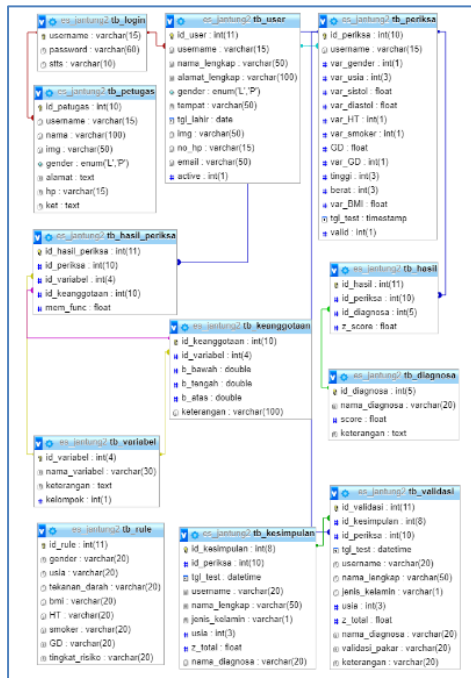 es_jantung2 tb_login
username : varchar(15)
password : varchar(60)
stts : varchar(10)
es_jantung2 tb_user
id_user : int(11)
username : varchar(15)
nama_lengkap : varchar(50)
alamat_lengkap : varchar(100)
gender : enum('L','P')
tempat : varchar(50)
tgl_lahir : date
img : varchar(50)
no_hp : varchar(15)
email : varchar(50)
active : int(1)
es_jantung2 tb_periksa
id_periksa : int(10)
username : varchar(15)
var_gender : int(1)
var_usia : int(3)
var_sistol : float
var_diastol : float
var_HT : int(1)
var_smoker : int(1)
GD : float
var_GD : int(1)
tinggi : int(3)
berat : int(3)
var_BMI : float
tgl_test : timestamp
valid : int(1)
es_jantung2 tb_petugas
id_petugas : int(10)
username : varchar(15)
nama : varchar(100)
img : varchar(50)
gender : enum('L','P')
alamat : text
hp : varchar(15)
ket : text
es_jantung2 tb_hasil_periksa
id_hasil_periksa : int(11)
id_periksa : int(10)
id_variabel : int(4)
id_keanggotaan : int(10)
mem_func : float
es_jantung2 tb_hasil
id_hasil : int(11)
id_periksa : int(10)
id_diagnosa : int(5)
z_score : float
es_jantung2 tb_keanggotaan
id_keanggotaan : int(10)
id_variabel : int(4)
b_bawah : double
b_tengah : double
b_atas : double
keterangan : varchar(100)
es_jantung2 tb_diagnosa
id_diagnosa : int(5)
nama_diagnosa : varchar(20)
score : float
keterangan : text
es_jantung2 tb_variabel
id_variabel : int(4)
nama_variabel : varchar(30)
keterangan : text
kelompok : int(1)
es_jantung2 tb_rule
id_rule : int(11)
gender : varchar(20)
usia : varchar(20)
tekanan_darah : varchar(20)
bmi : varchar(20)
HT : varchar(20)
smoker : varchar(20)
GD : varchar(20)
tingkat_risiko : varchar(20)
es_jantung2 tb_kesimpulan
id_kesimpulan : int(8)
id_periksa : int(10)
tgl_test : datetime
username : varchar(20)
nama_lengkap : varchar(50)
jenis_kelamin : varchar(1)
usia : int(3)
z_total : float
nama_diagnosa : varchar(20)
es_jantung2 tb_validasi
id_validasi : int(11)
id_kesimpulan : int(8)
id_periksa : int(10)
tgl_test : datetime
username : varchar(20)
nama_lengkap : varchar(50)
jenis_kelamin : varchar(1)
usia : int(3)
z_total : float
nama_diagnosa : varchar(20)
validasi_pakar : varchar(20)
keterangan : varchar(20)